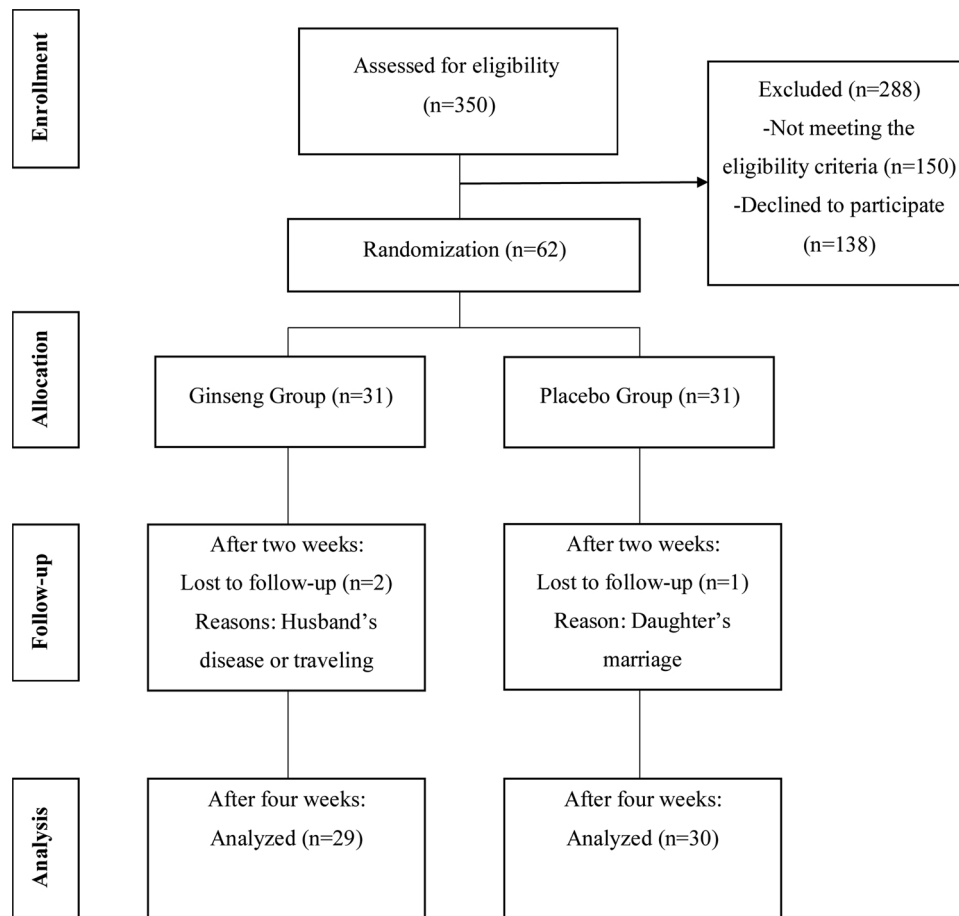 Enrollment
Assessed for eligibility
(n=350)
Excluded (n=288)
-Not meeting the
eligibility criteria (n=150)
-Declined to participate
(n=138)
Randomization (n=62)
Allocation
Ginseng Group (n=31)
Placebo Group (n=31)
Follow-up
After two weeks:
Lost to follow-up (n=2)
Reasons: Husband’s
disease or traveling
After two weeks:
Lost to follow-up (n=1)
Reason: Daughter’s
marriage
Analysis
After four weeks:
Analyzed (n=29)
After four weeks:
Analyzed (n=30)